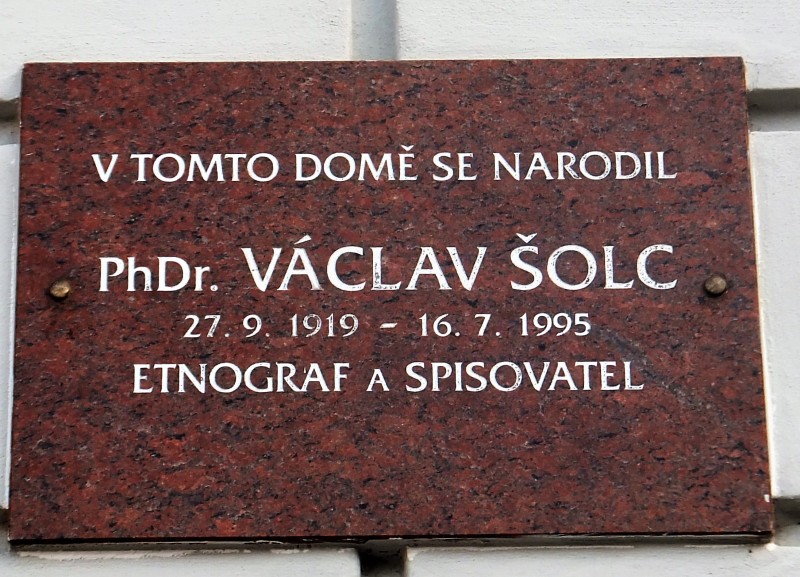 V TOMTO DOMĚ SE NARODIL
PhDr. VÁCLAV ŠOLC
27. 9. 1919 – 16. 7. 1995
ETNOGRAF A SPISOVATEL